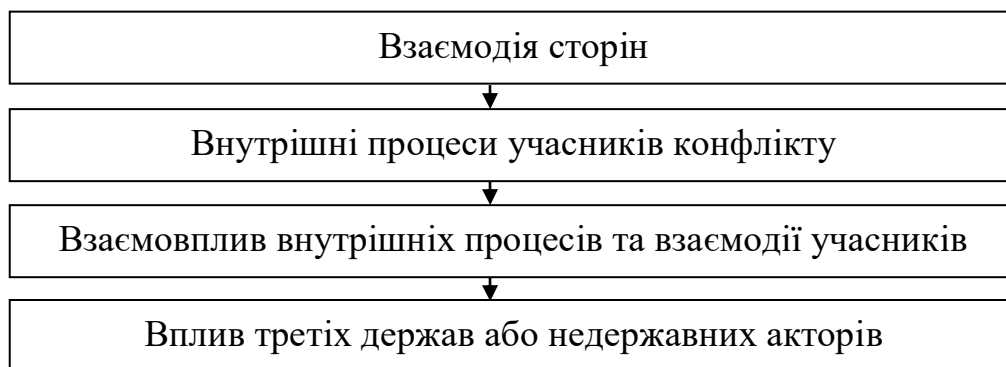 Взаємодія сторін
Внутрішні процеси учасників конфлікту
Взаємовплив внутрішніх процесів та взаємодії учасників
Вплив третіх держав або недержавних акторів